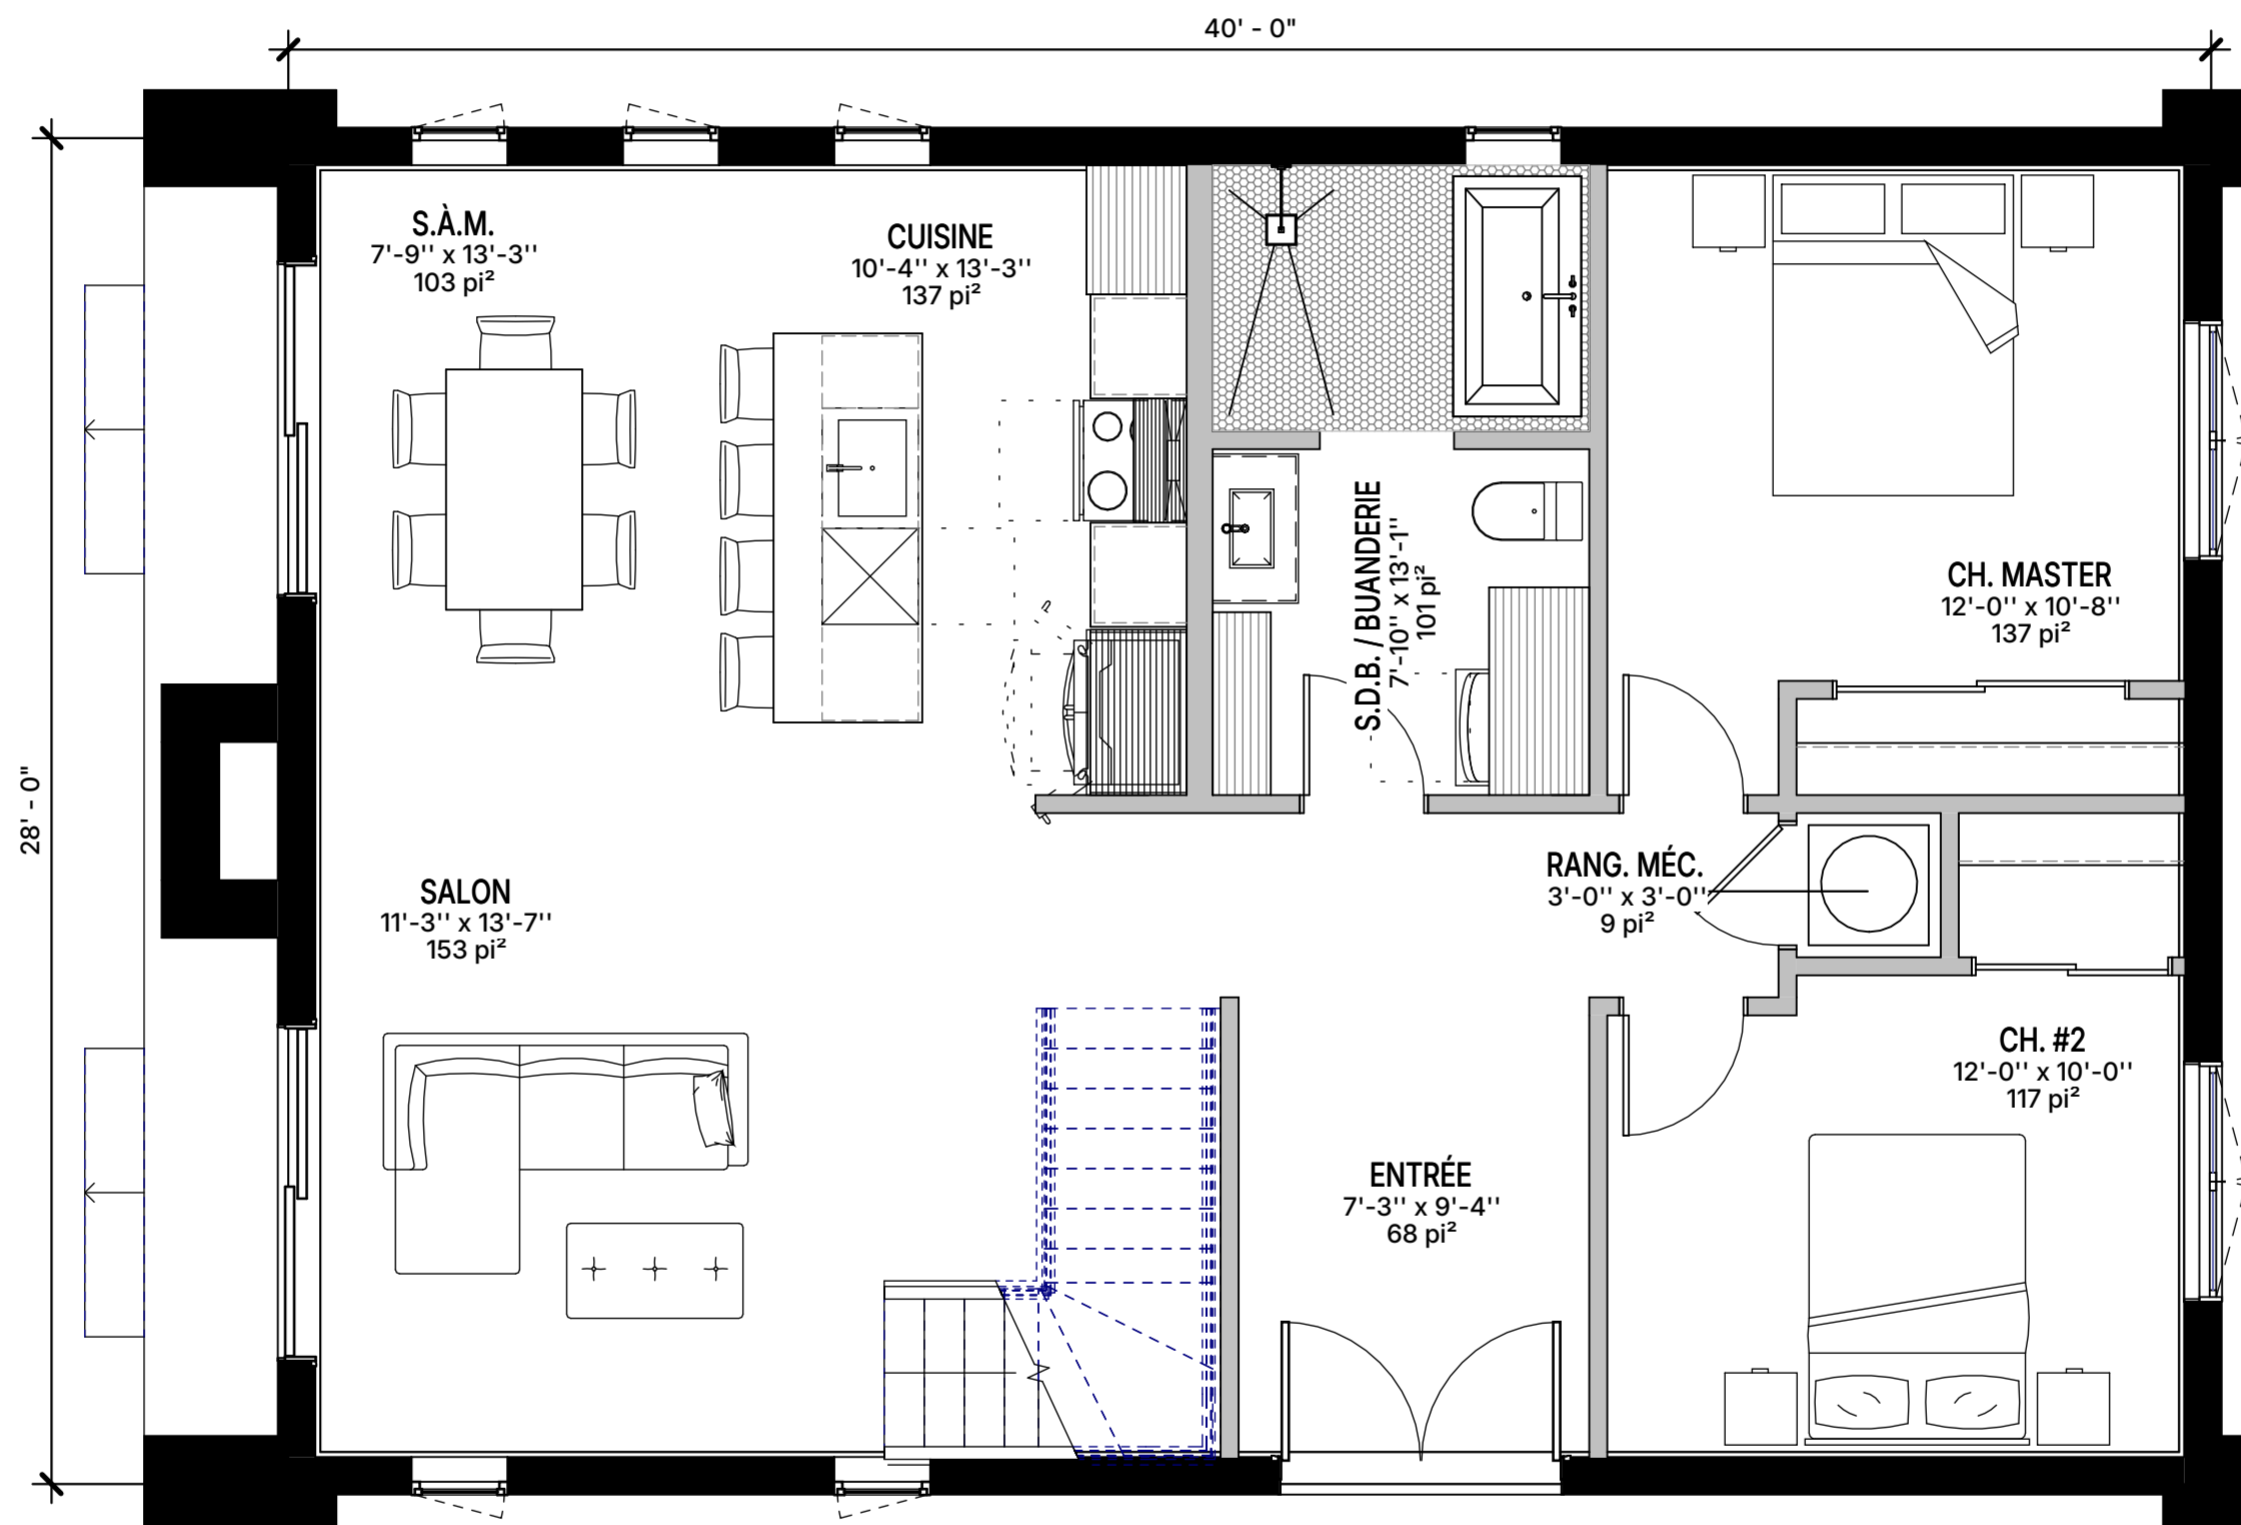 40' - 0"
28' - 0"
S.À.M.
7'-9'' x 13'-3''
103 pi²
CUISINE
10'-4'' x 13'-3''
137 pi²
S.D.B. / BUANDERIE
7'-10'' x 13'-1''
101 pi²
CH. MASTER
12'-0'' x 10'-8''
137 pi²
SALON
11'-3'' x 13'-7''
153 pi²
RANG. MÉC.
3'-0'' x 3'-0''
9 pi²
CH. #2
12'-0'' x 10'-0''
117 pi²
ENTRÉE
7'-3'' x 9'-4''
68 pi²